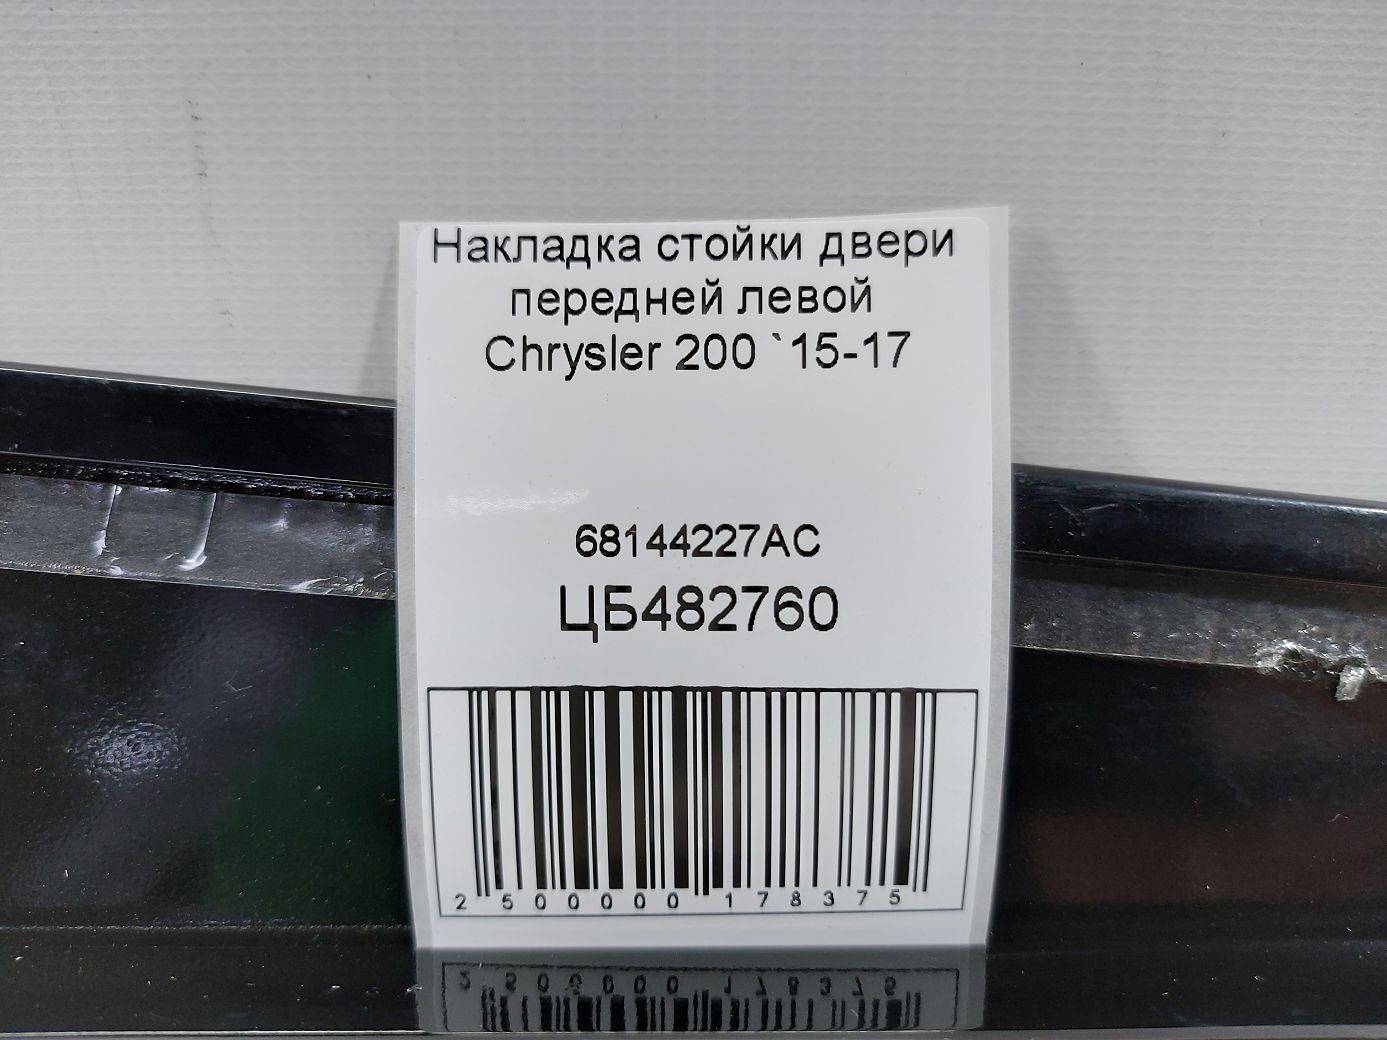 Накладка стойки двери
передней левой
Chrysler 200 `15-17
68144227AC
ЦБ482760
2 500000 178375